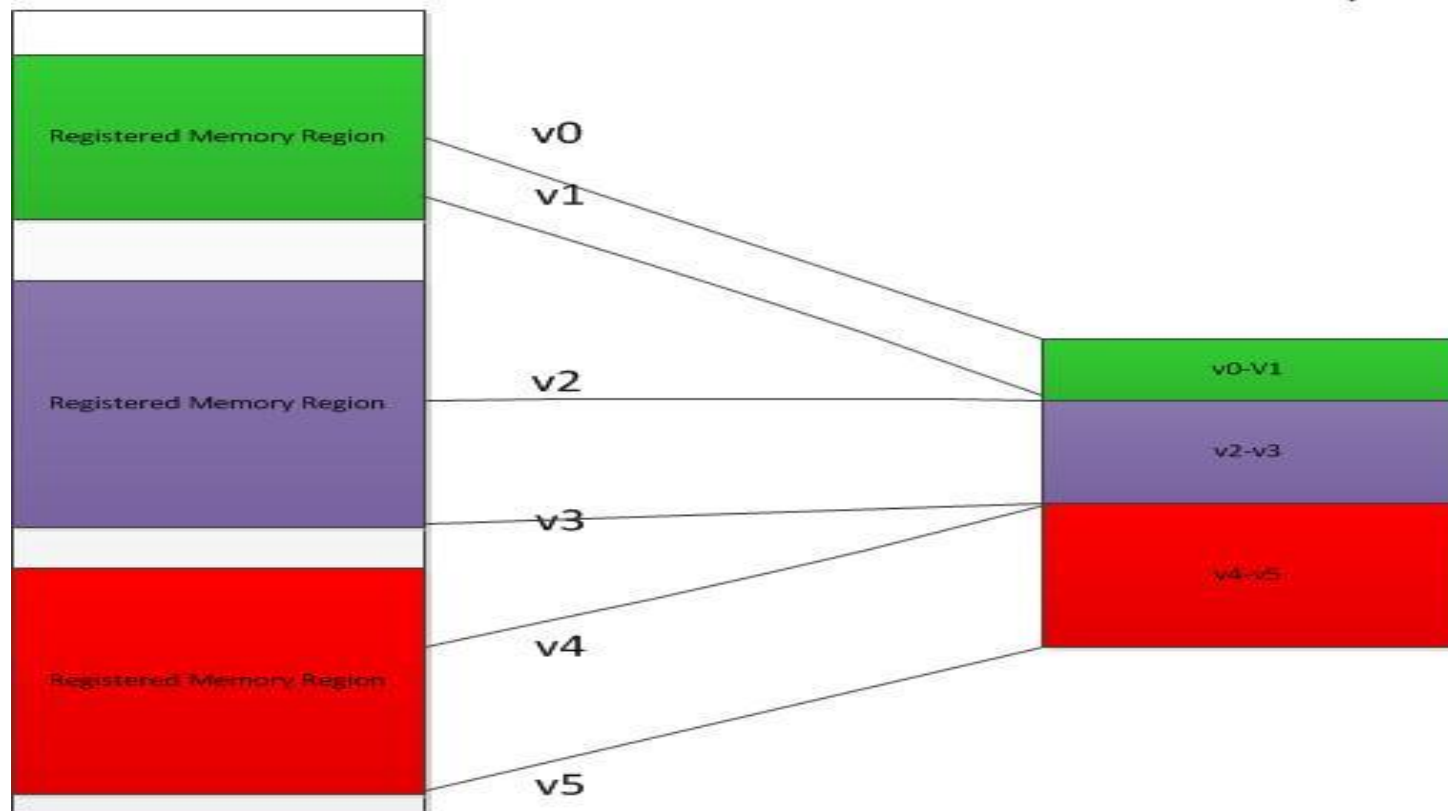 Registered Memory Region
v0
v1
v0-V1
v2
Registered Memory Region
v2-v3
v3
v4-v5
v4
Registered Memory Region
v5